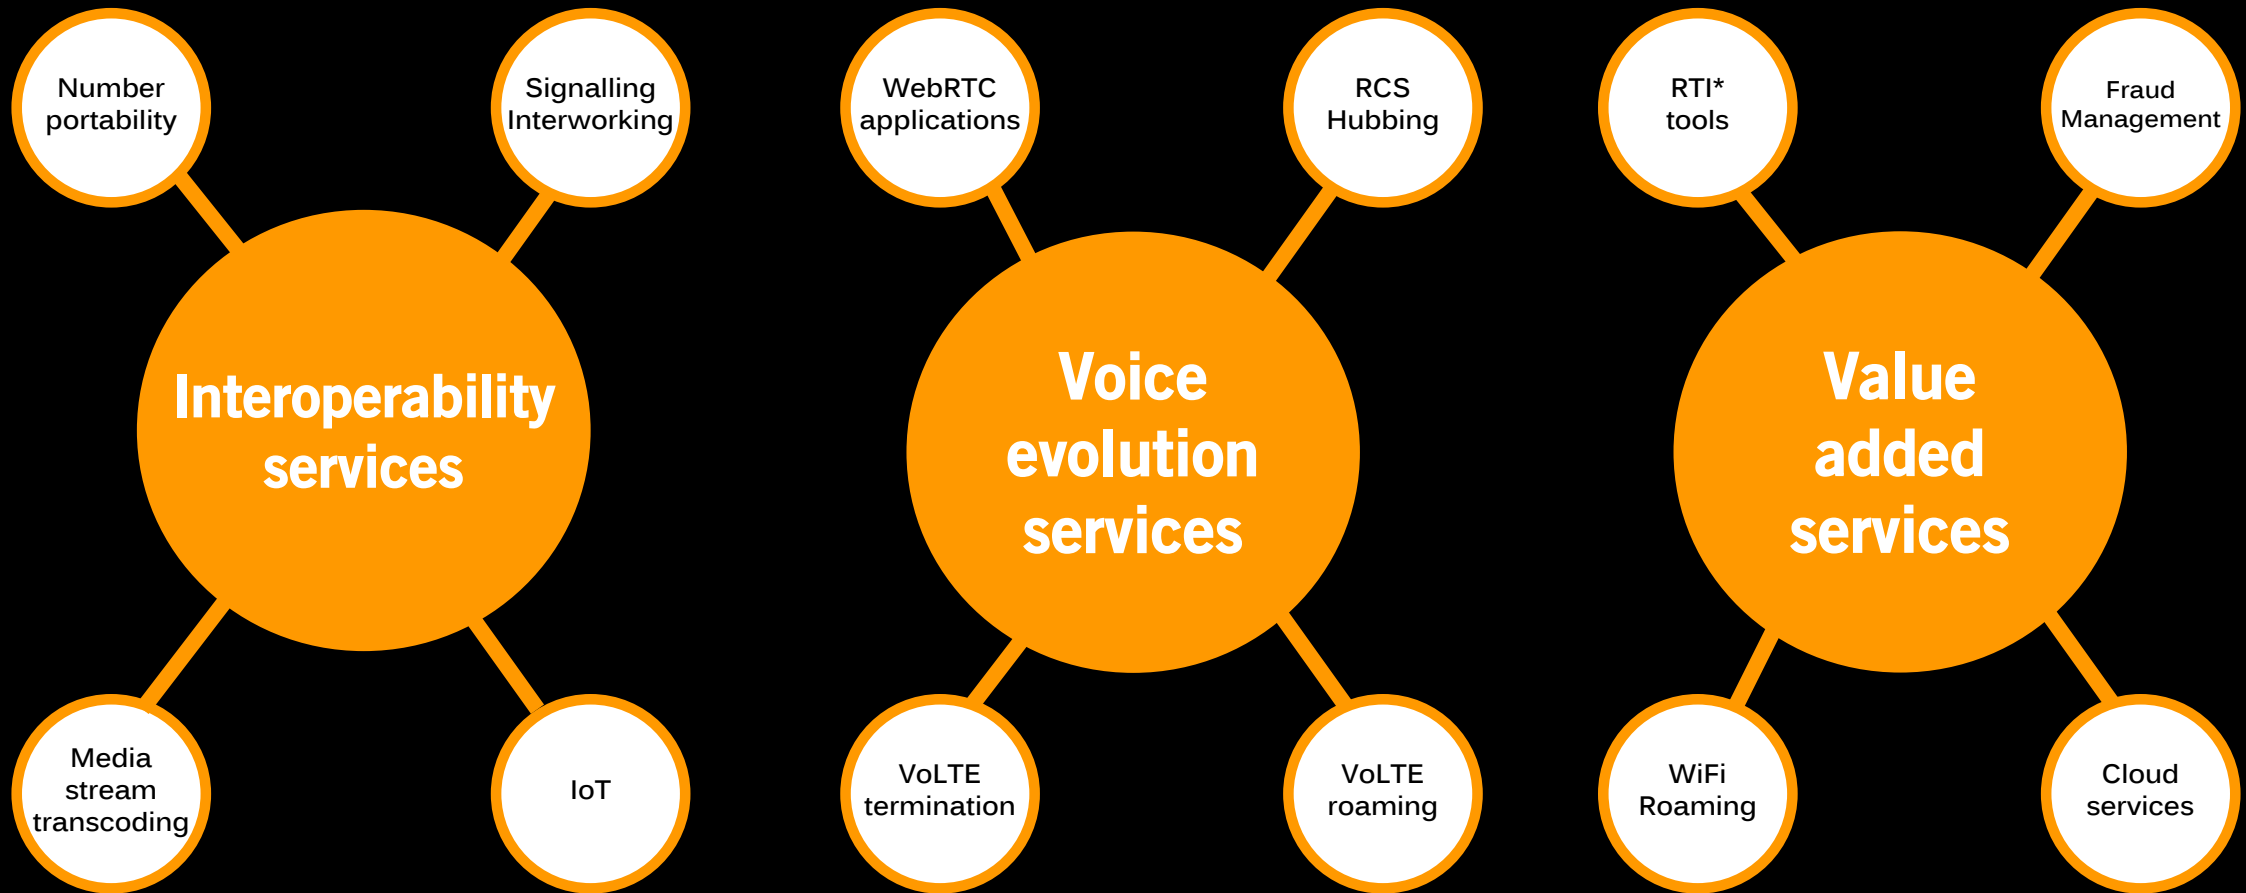 Number
portability
Signalling
Interworking
Interoperability
services
Media
stream
transcoding
IoT
WebRTC
applications
RCS
Hubbing
Voice
evolution
services
VoLTE
termination
VoLTE
roaming
RTI*
tools
Fraud
Management
Value
added
services
WiFi
Roaming
Cloud
services